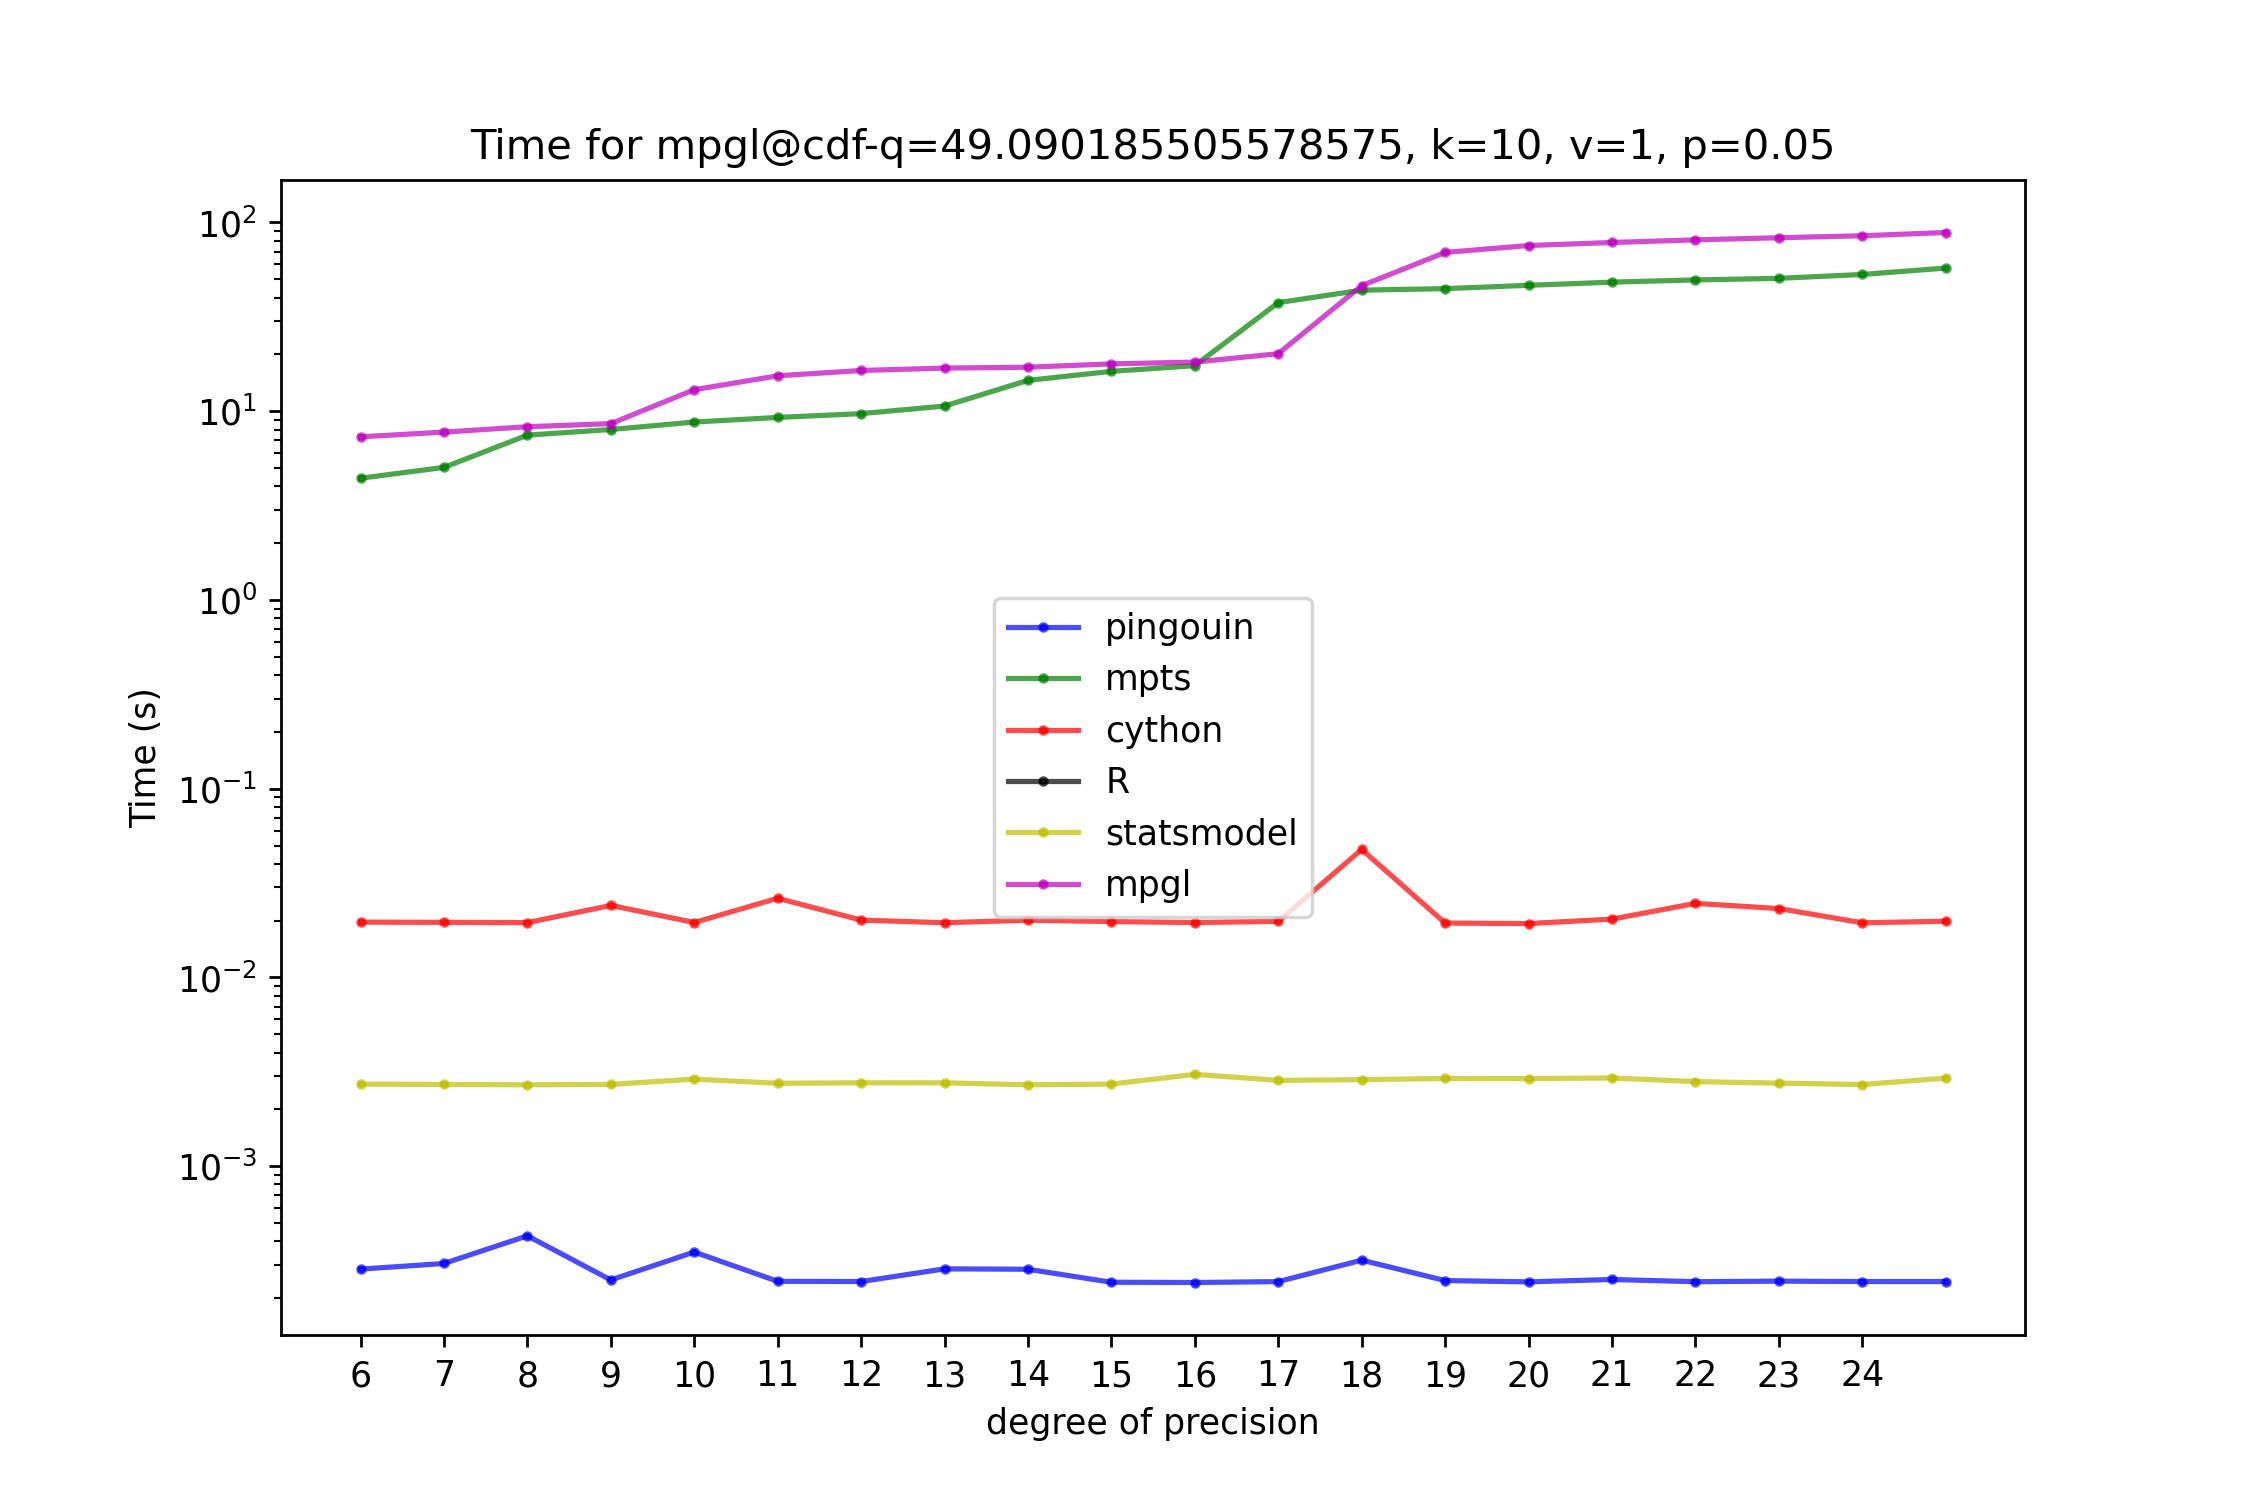 Time for mpgl@cdf-q=49.090185505578575, k=10, v=1, p=0.05
10²
10¹
10⁰
10⁻¹
10⁻²
10⁻³
Time (s)
pingouin
mpts
cython
R
statsmodel
mpgl
6 7 8 9 10 11 12 13 14 15 16 17 18 19 20 21 22 23 24
degree of precision